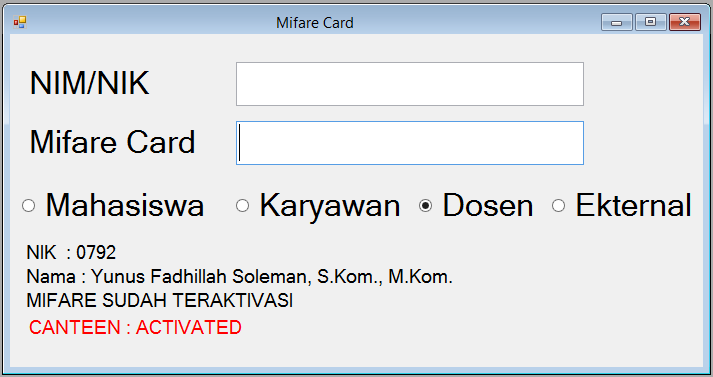 Mifare Card
NIM/NIK
Mifare Card
Mahasiswa Karyawan Dosen Ekternal
NIK : 0792
Nama : Yunus Fadhillah Soleman, S.Kom., M.Kom.
MIFARE SUDAH TERAKTIVASI
CANTEEN : ACTIVATED